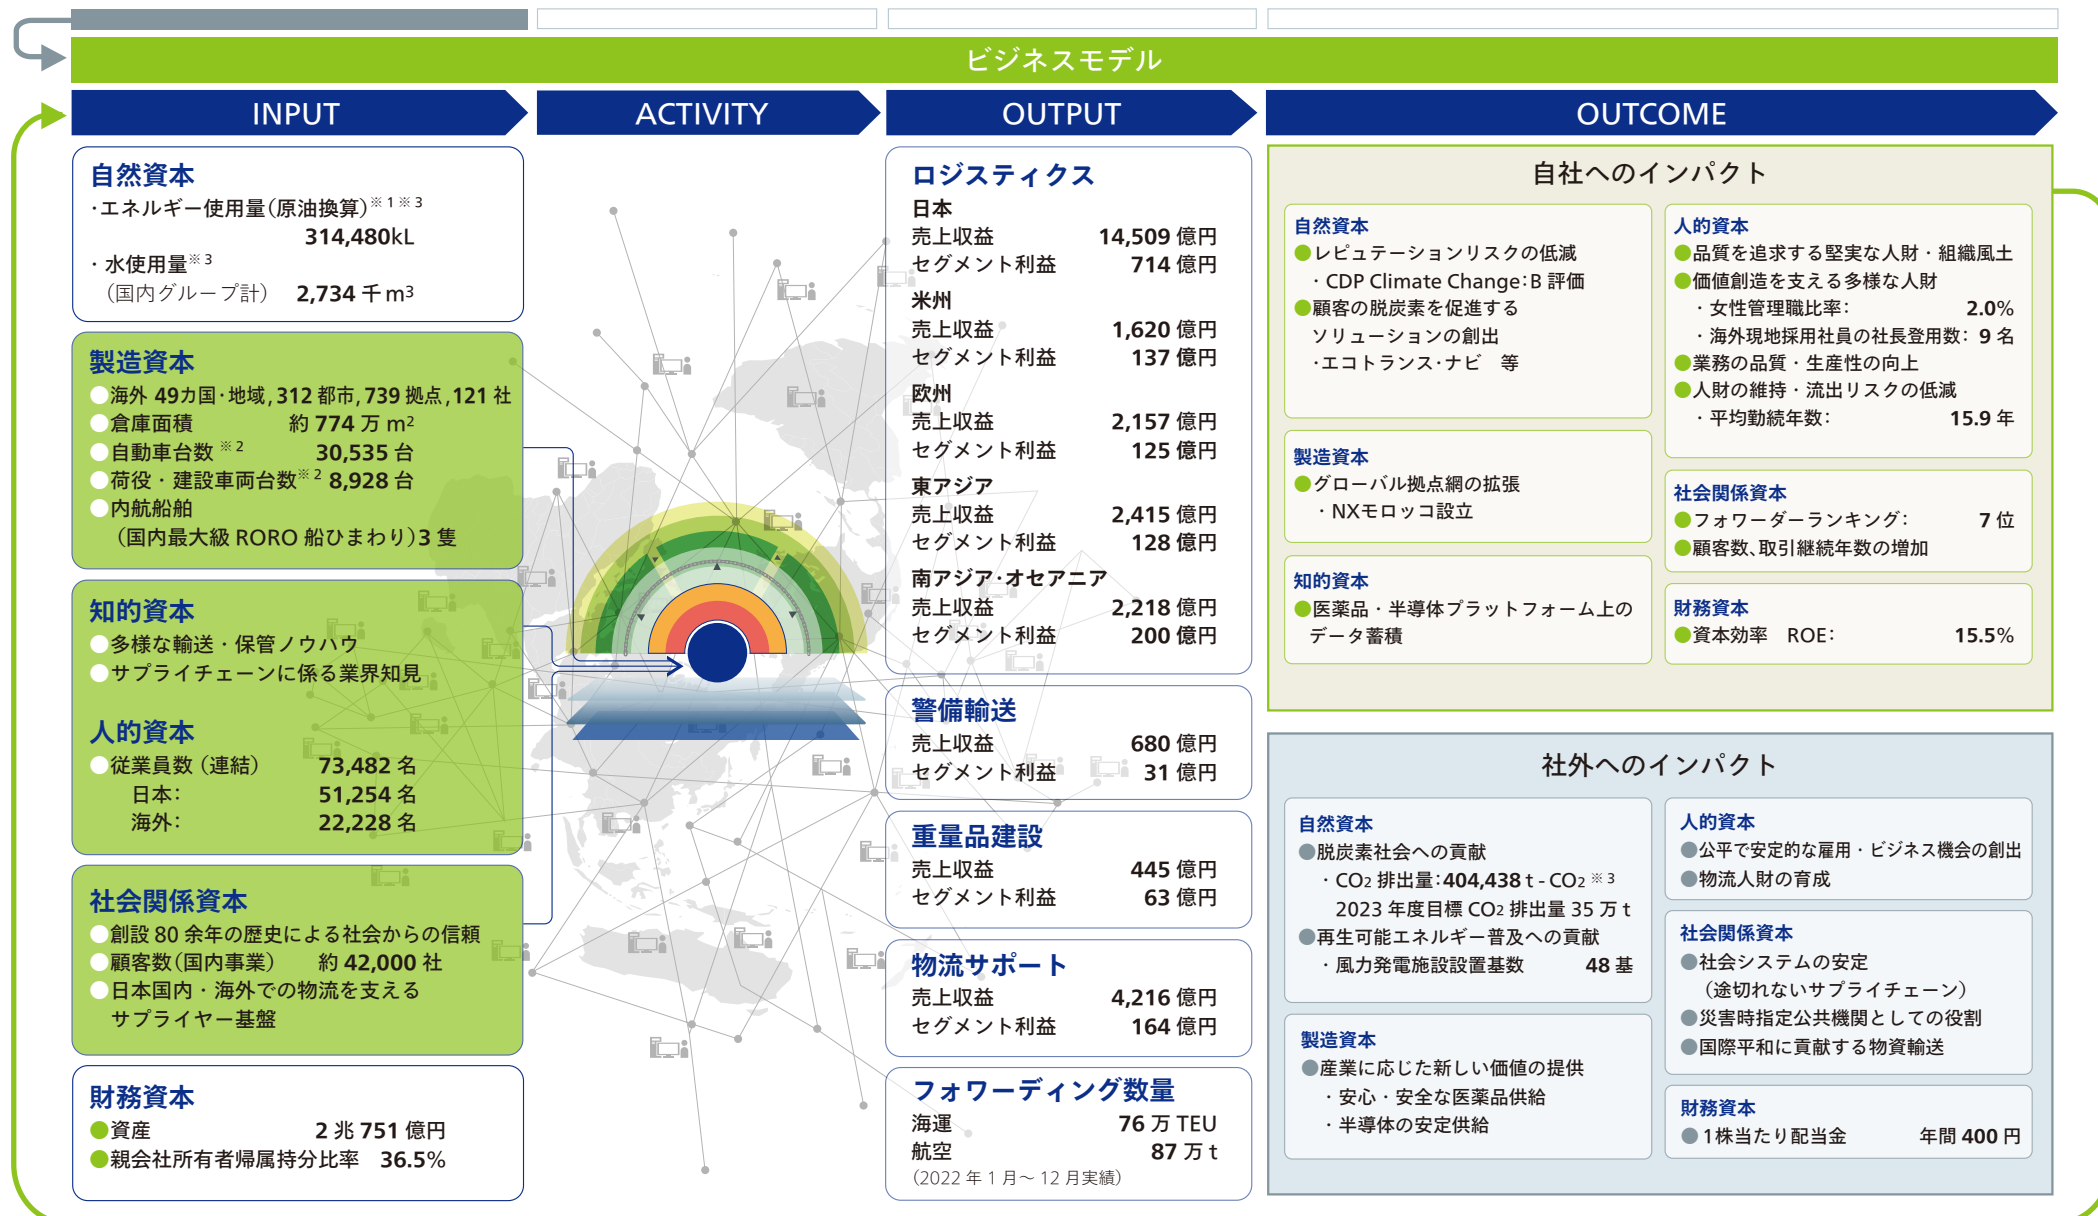 ビジネスモデル
INPUT
ACTIVITY
OUTPUT
OUTCOME
自然資本
・エネルギー使用量(原油換算)※1※3
314,480kL
・水使用量※3
(国内グループ計) 2,734 千m3
製造資本
●海外 49カ国・地域,312 都市,739 拠点,121 社
●倉庫面積 約 774 万 m2
●自動車台数 ※2 30,535 台
●荷役・建設車両台数※2 8,928 台
●内航船舶
(国内最大級 RORO 船ひまわり)3 隻
知的資本
●多様な輸送・保管ノウハウ
●サプライチェーンに係る業界知見
人的資本
●従業員数(連結) 73,482 名
日本: 51,254 名
海外: 22,228 名
社会関係資本
●創設 80 余年の歴史による社会からの信頼
●顧客数(国内事業) 約 42,000 社
●日本国内・海外での物流を支える
サプライヤー基盤
財務資本
●資産 2 兆 751 億円
●親会社所有者帰属持分比率 36.5%
ロジスティクス
日本
売上収益 14,509 億円
セグメント利益 714 億円
米州
売上収益 1,620 億円
セグメント利益 137 億円
欧州
売上収益 2,157 億円
セグメント利益 125 億円
東アジア
売上収益 2,415 億円
セグメント利益 128 億円
南アジア・オセアニア
売上収益 2,218 億円
セグメント利益 200 億円
警備輸送
売上収益 680 億円
セグメント利益 31 億円
重量品建設
売上収益 445 億円
セグメント利益 63 億円
物流サポート
売上収益 4,216 億円
セグメント利益 164 億円
フォワーディング数量
海運 76 万 TEU
航空 87 万 t
(2022 年 1 月〜 12 月実績)
自社へのインパクト
自然資本
●レピュテーションリスクの低減
・CDP Climate Change:B 評価
●顧客の脱炭素を促進する
ソリューションの創出
・エコトランス・ナビ 等
製造資本
●グローバル拠点網の拡張
・NXモロッコ設立
知的資本
●医薬品・半導体プラットフォーム上の
データ蓄積
人的資本
●品質を追求する堅実な人財・組織風土
●価値創造を支える多様な人財
・女性管理職比率: 2.0%
・海外現地採用社員の社長登用数: 9 名
●業務の品質・生産性の向上
●人財の維持・流出リスクの低減
・平均勤続年数: 15.9 年
社会関係資本
●フォワーダーランキング: 7 位
●顧客数、取引継続年数の増加
財務資本
●資本効率 ROE: 15.5%
社外へのインパクト
自然資本
●脱炭素社会への貢献
・CO2 排出量:404,438 t - CO2 ※3
2023 年度目標 CO2 排出量 35 万 t
●再生可能エネルギー普及への貢献
・風力発電施設設置基数 48 基
製造資本
●産業に応じた新しい価値の提供
・安心・安全な医薬品供給
・半導体の安定供給
人的資本
●公平で安定的な雇用・ビジネス機会の創出
●物流人財の育成
社会関係資本
●社会システムの安定
(途切れないサプライチェーン)
●災害時指定公共機関としての役割
●国際平和に貢献する物資輸送
財務資本
●1株当たり配当金 年間 400 円